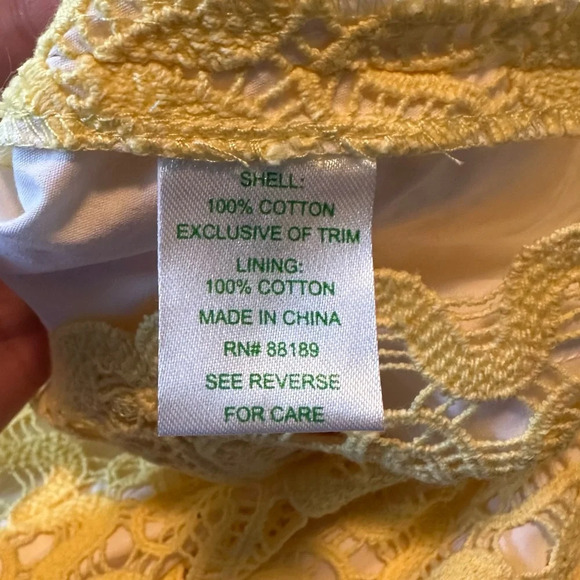 SHELL:
100% COTTON
EXCLUSIVE OF TRIM
LINING:
100% COTTON
MADE IN CHINA
RN# 88189
SEE REVERSE
FOR CARE